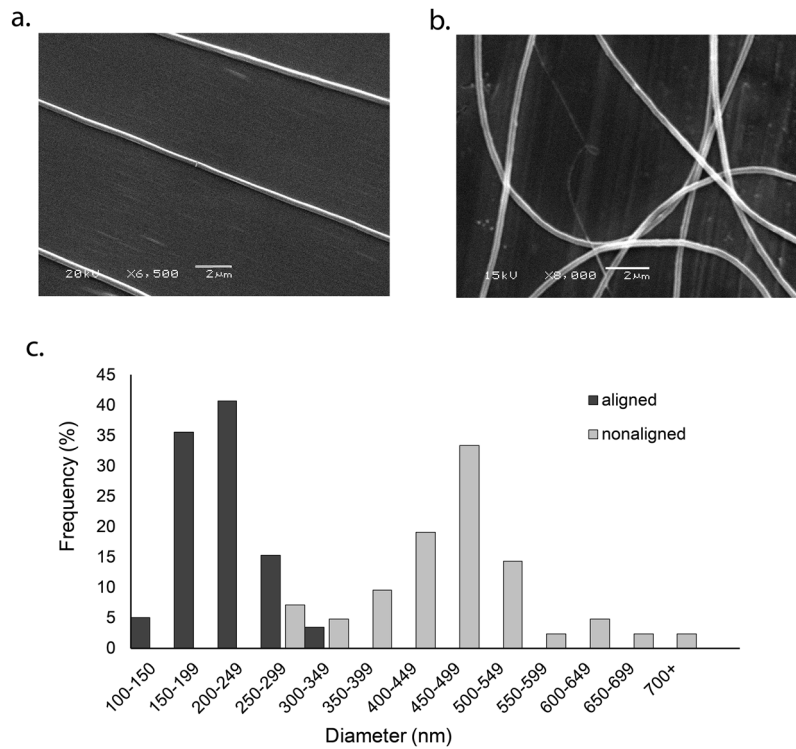 a.
b.
20kV X6,500 2µm
15kV X8,000 2µm
c.
45
40
35
30
25
20
15
10
5
0
Frequency (%)
aligned
nonaligned
100-150
150-199
200-249
250-299
300-349
350-399
400-449
450-499
500-549
550-599
600-649
650-699
700+
Diameter (nm)